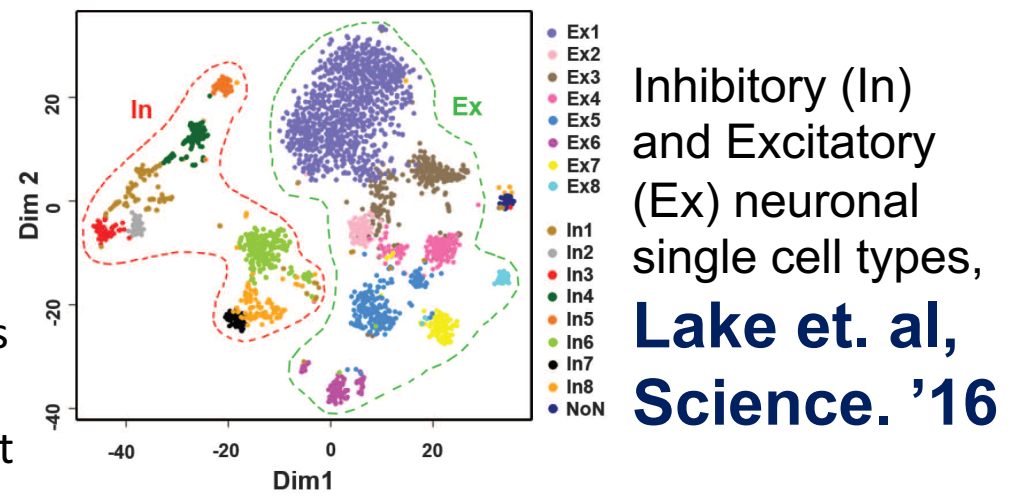 In
Ex
Dim 2
20
0
-20
-40
-40
-20
0
20
Dim1
Ex1
Ex2
Ex3
Ex4
Ex5
Ex6
Ex7
Ex8
In1
In2
In3
In4
In5
In6
In7
In8
NoN
Inhibitory (In)
and Excitatory
(Ex) neuronal
single cell types,
Lake et. al,
Science. ’16
s
t